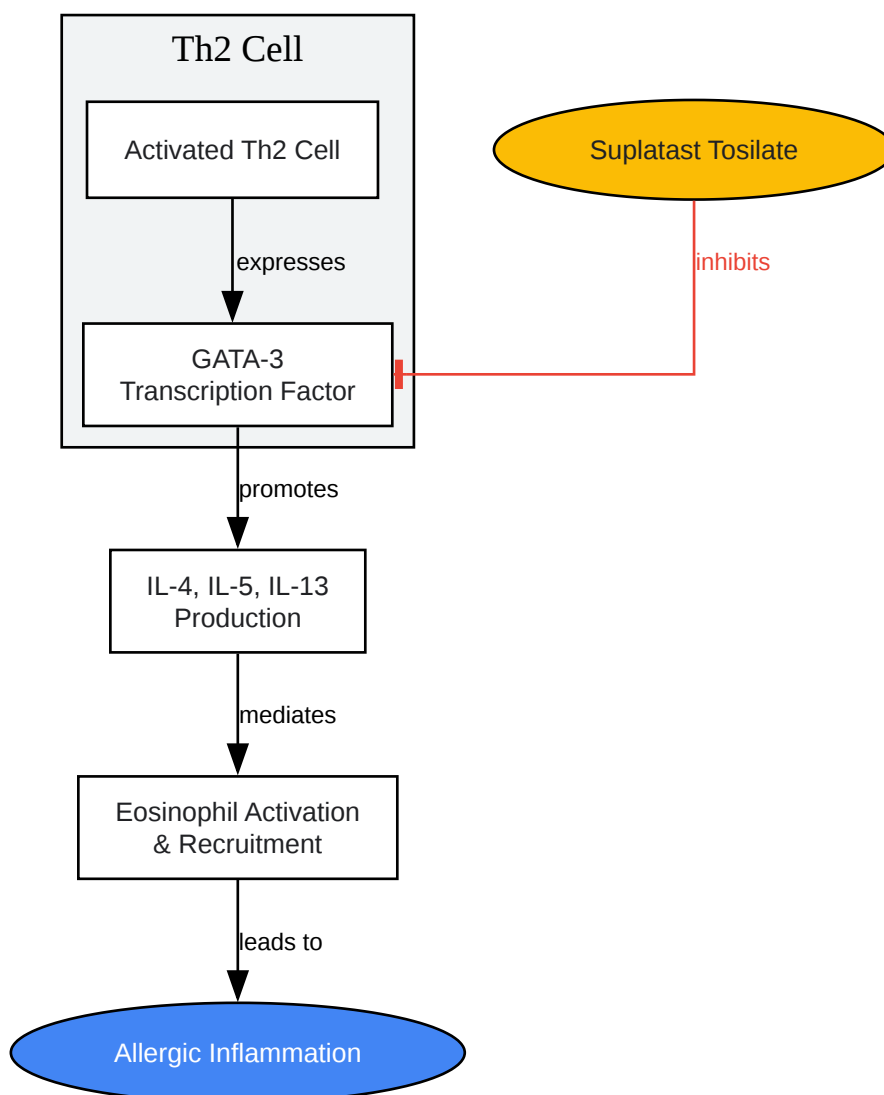 Th2 Cell
Activated Th2 Cell
Suplatast Tosilate
expresses
inhibits
GATA-3
Transcription Factor
promotes
IL-4, IL-5, IL-13
Production
mediates
Eosinophil Activation
& Recruitment
leads to
Allergic Inflammation